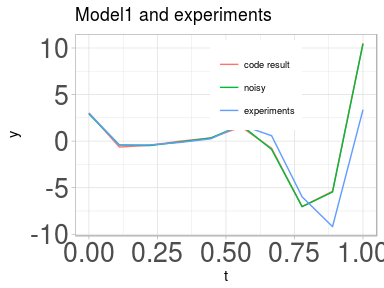 Model1 and experiments
10
5
0
-5
-10
y
code result
noisy
experiments
0.00 0.25 0.50 0.75 1.00
t